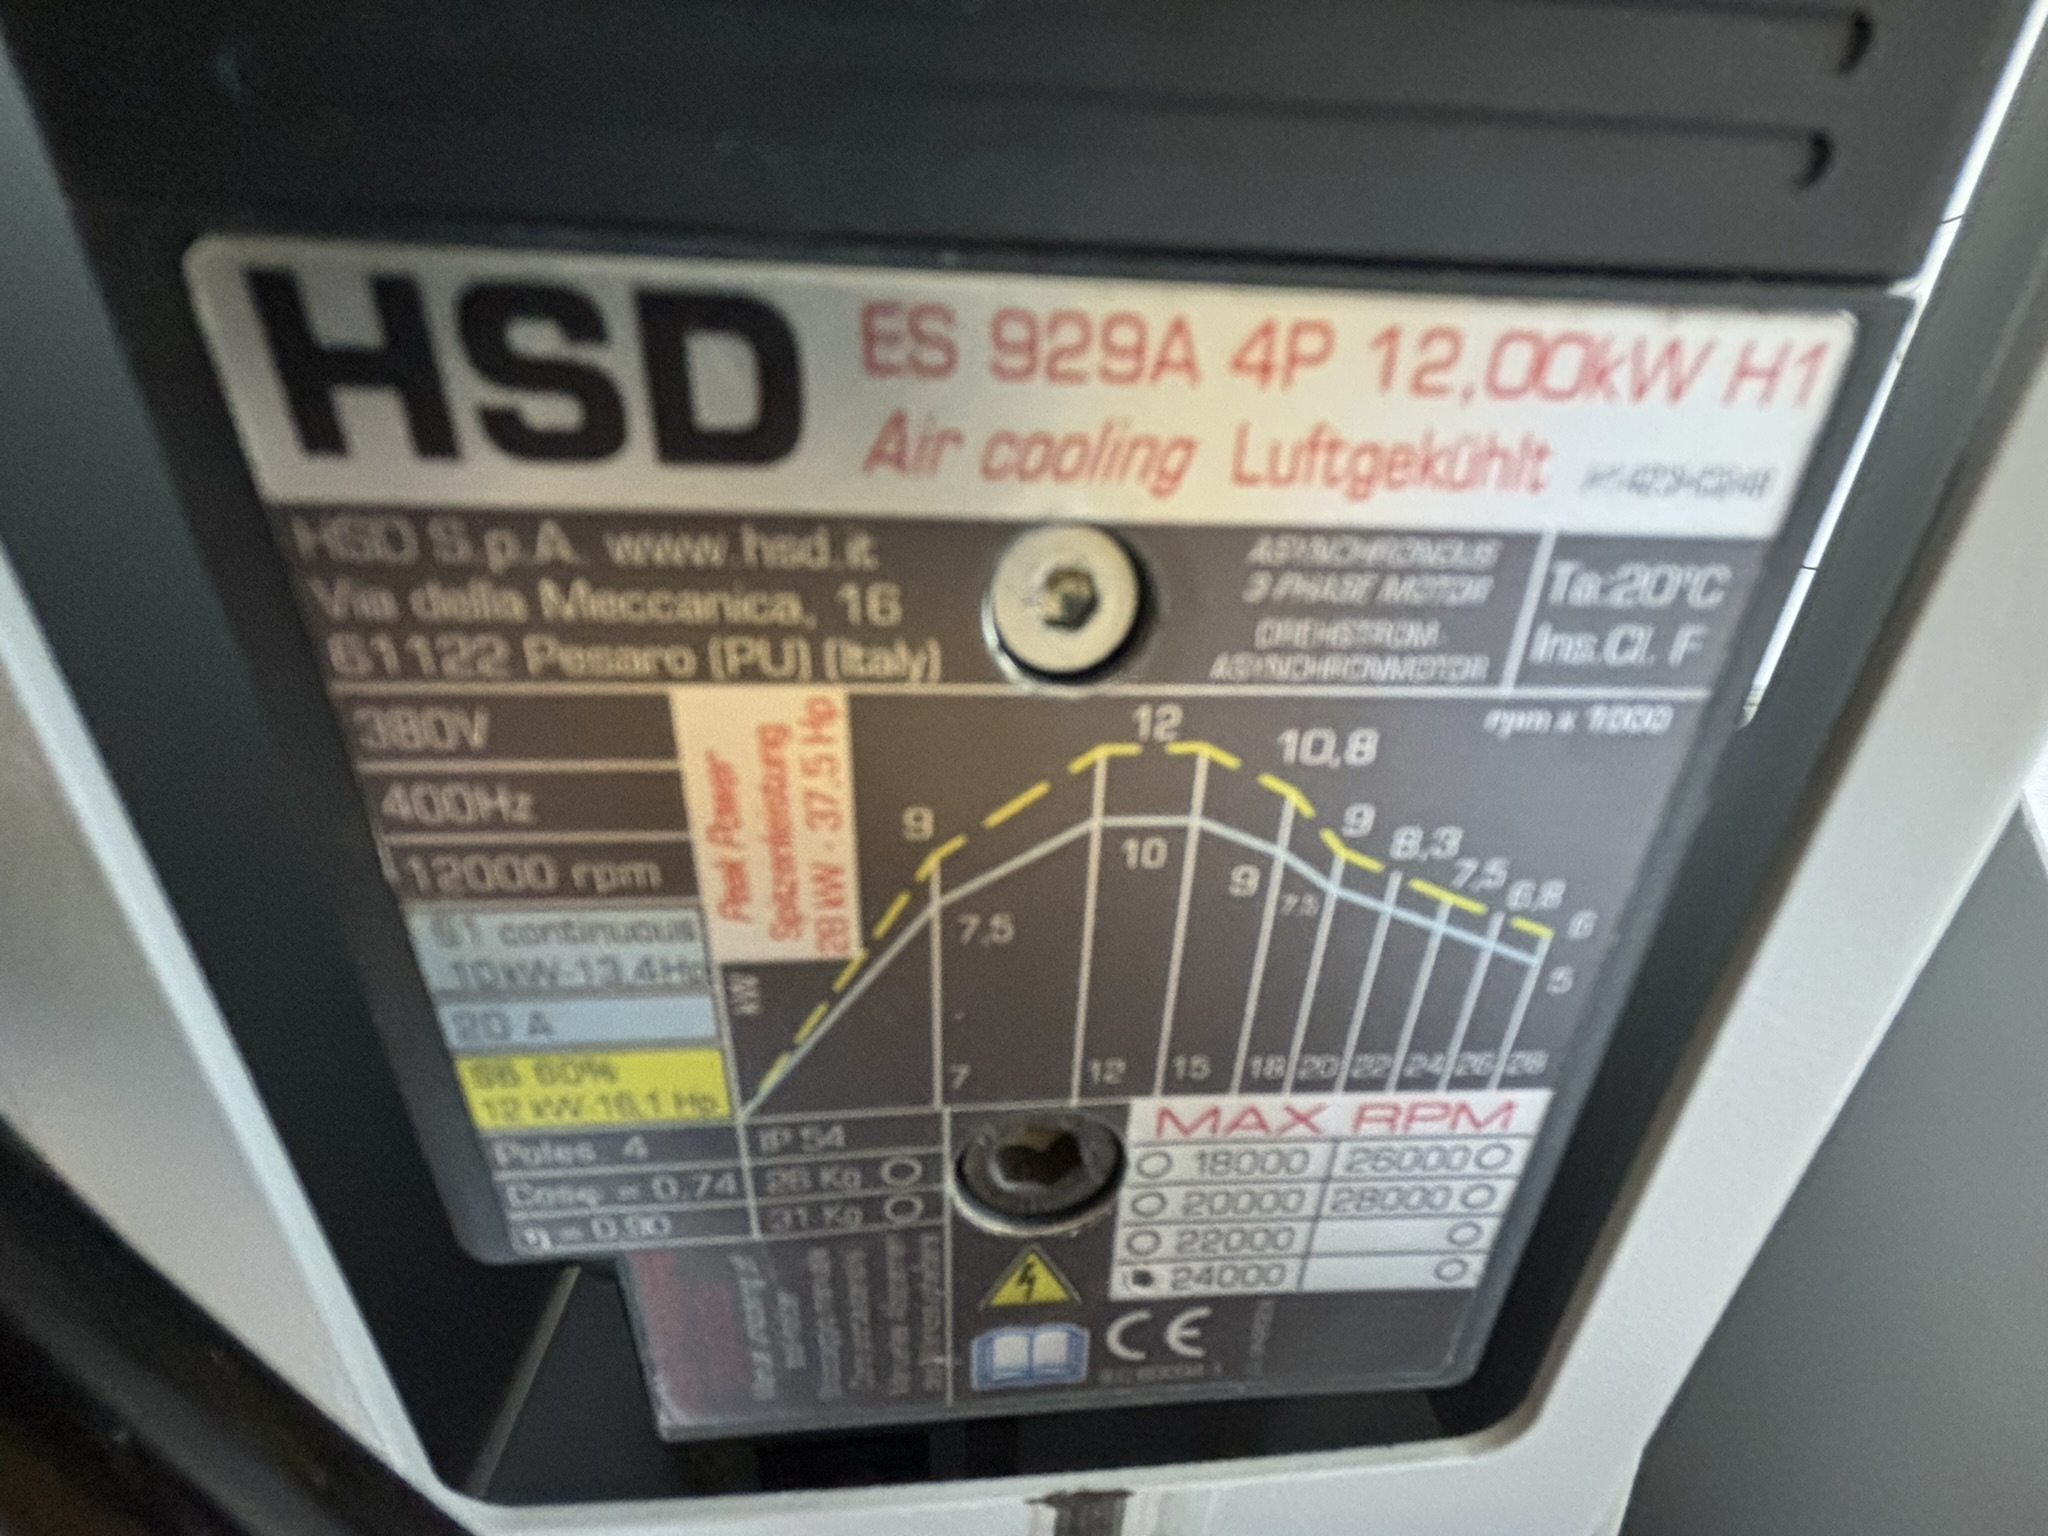 HSD
ES 929A 4P 12,00kW H1
Air cooling Luftgekühlt
HSD S.p.A. www.hsd.it
Via della Meccanica, 16
61122 Pesaro (PU) (Italy)
ASYNCHRONOUS
3 PHASE MOTOR
DREHSTROM-
ASYNCHRONMOTOR
Ta:20°C
Ins.Cl. F
380V
400Hz
12000 rpm
S1 continuous
10kW-13,4Hp
20 A
S6 60%
12 kW-16,1 Hp
Peak Power
Spitzenleistung
28 kW - 37,5 Hp
rpm x 1000
kW
9
12
10,8
9
8,3
7,5
6,8
6
7,5
10
9
7.5
5
7 12 15 18 20 22 24 26 28
Poles: 4
Cosφ = 0,74
η = 0,90
IP 54
26 Kg
31 Kg
MAX RPM
18000 26000
20000 28000
22000
24000
CE